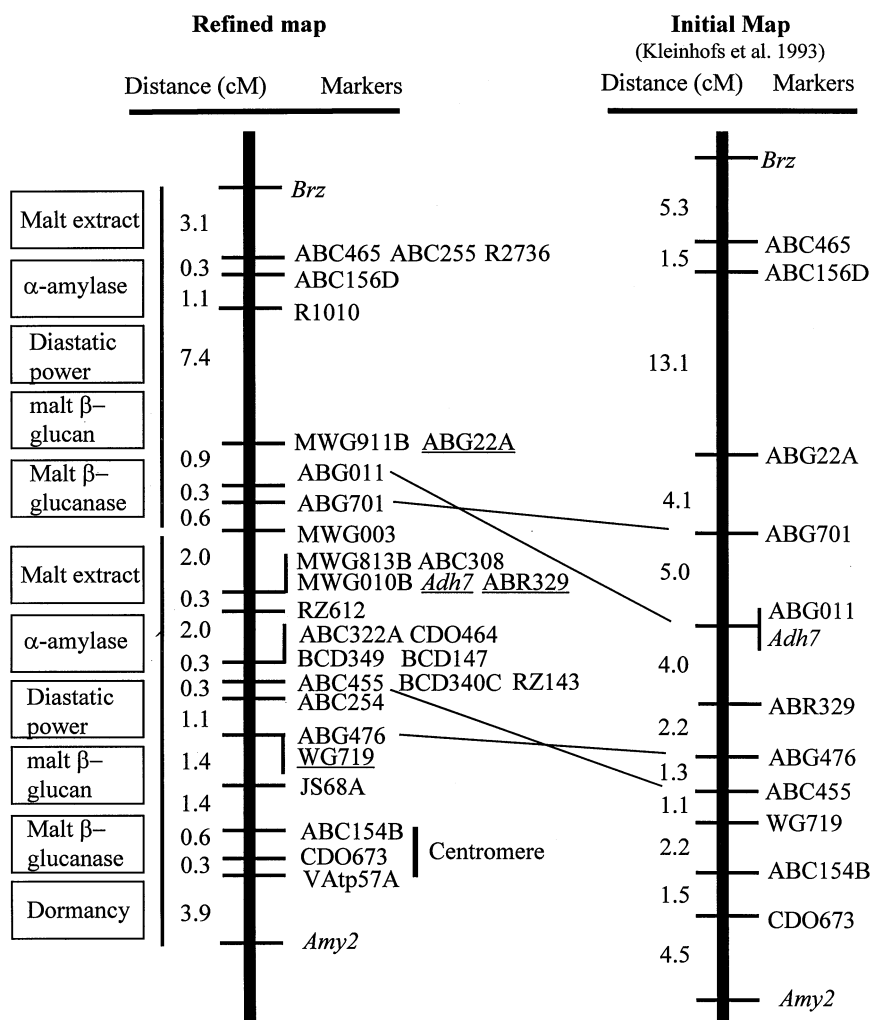 Refined map
Initial Map
(Kleinhofs et al. 1993)
Distance (cM) Markers
Distance (cM) Markers
Malt extract
α-amylase
Diastatic
power
malt β–
glucan
Malt β–
glucanase
Malt extract
α-amylase
Diastatic
power
malt β–
glucan
Malt β–
glucanase
Dormancy
3.1
0.3
1.1
7.4
0.9
0.3
0.6
2.0
0.3
2.0
0.3
0.3
1.1
1.4
1.4
0.6
0.3
3.9
Brz
ABC465 ABC255 R2736
ABC156D
R1010
MWG911B ABG22A
ABG011
ABG701
MWG003
MWG813B ABC308
MWG010B Adh7 ABR329
RZ612
ABC322A CDO464
BCD349 BCD147
ABC455 BCD340C RZ143
ABC254
ABG476
WG719
JS68A
ABC154B
CDO673
VAtp57A
Centromere
Amy2
5.3
1.5
13.1
4.1
5.0
4.0
2.2
1.3
1.1
2.2
1.5
4.5
Brz
ABC465
ABC156D
ABG22A
ABG701
ABG011
Adh7
ABR329
ABG476
ABC455
WG719
ABC154B
CDO673
Amy2